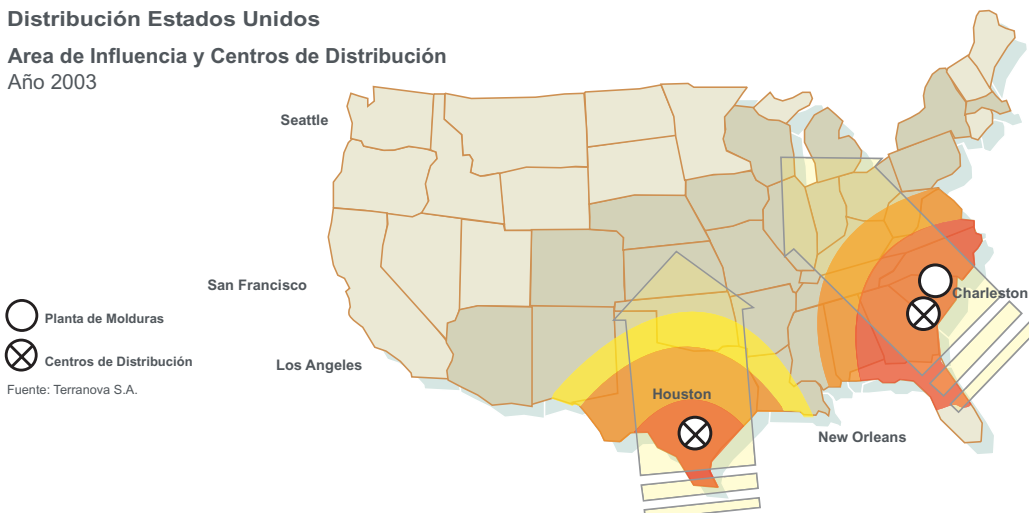 Distribución Estados Unidos
Area de Influencia y Centros de Distribución
Año 2003
Seattle
San Francisco
Charleston
Planta de Molduras
Centros de Distribución
Los Angeles
Fuente: Terranova S.A.
Houston
New Orleans